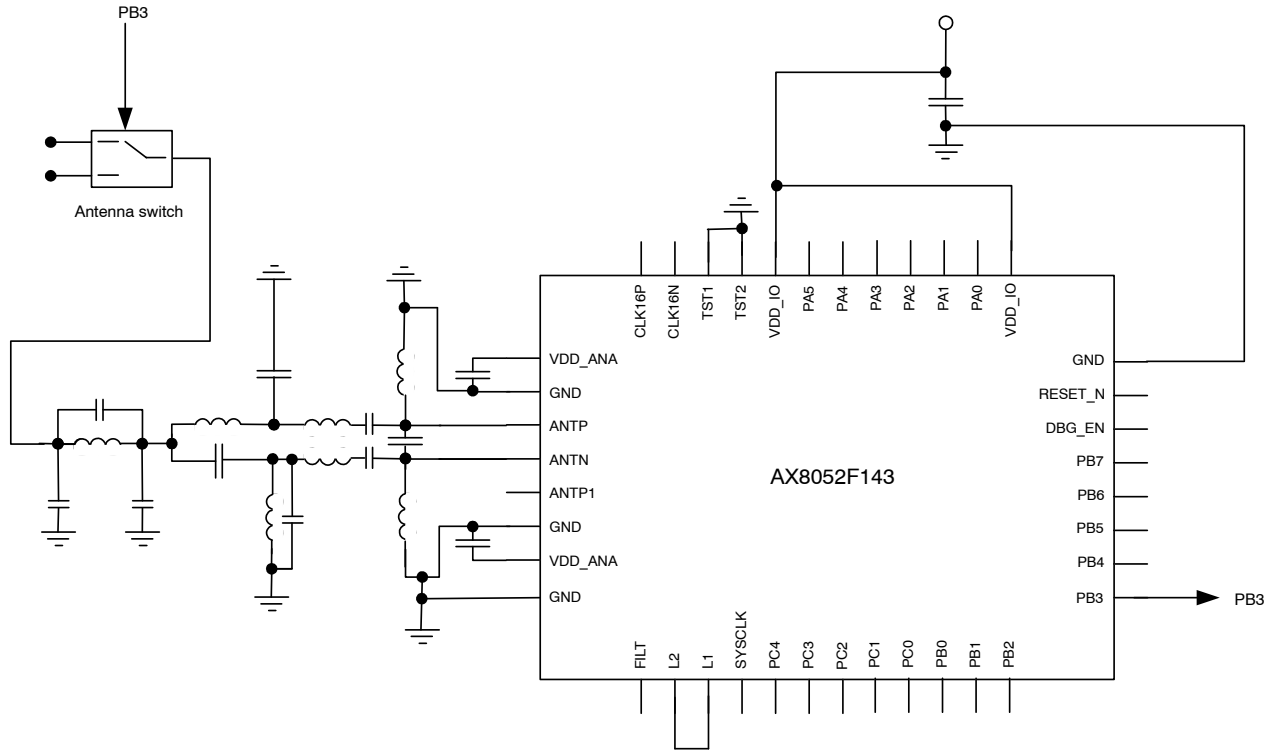 PB3
Antenna switch
CLK16P
CLK16N
TST1
TST2
VDD_IO
PA5
PA4
PA3
PA2
PA1
PA0
VDD_IO
VDD_ANA
GND
ANTP
ANTN
ANTP1
GND
VDD_ANA
GND
AX8052F143
GND
RESET_N
DBG_EN
PB7
PB6
PB5
PB4
PB3
PB3
FILT
L2
L1
SYSCLK
PC4
PC3
PC2
PC1
PC0
PB0
PB1
PB2